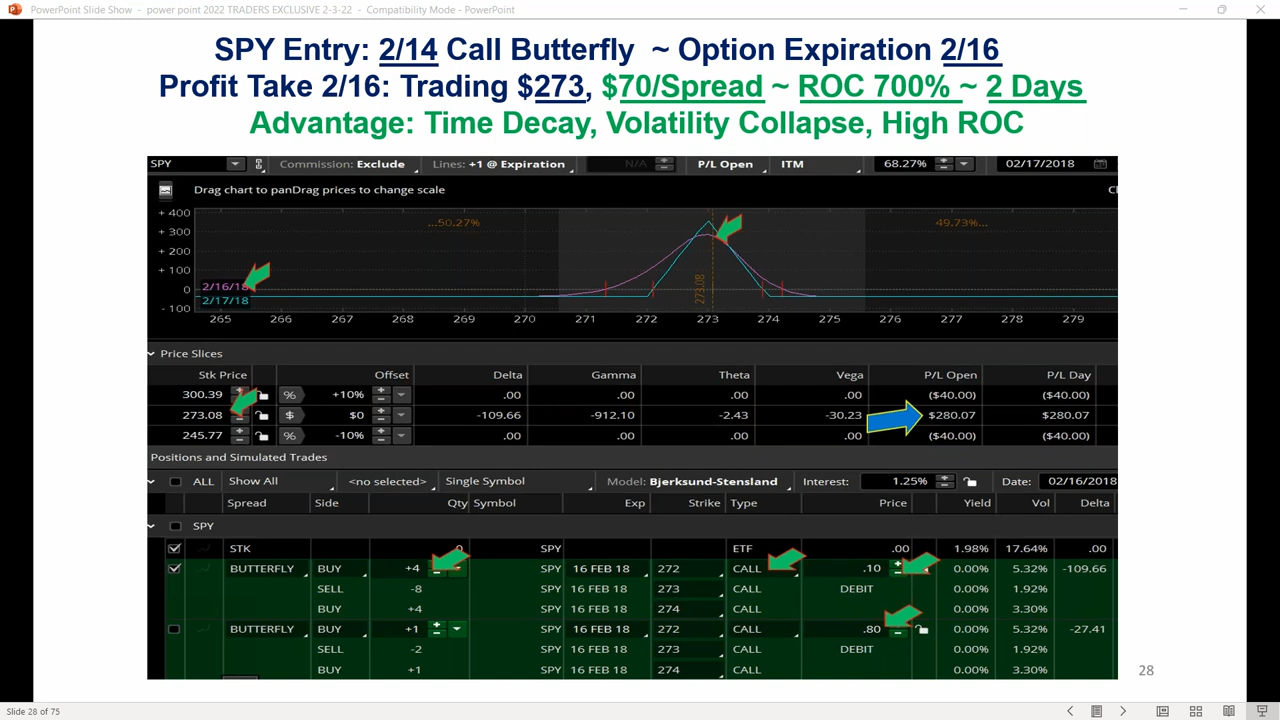 PowerPoint Slide Show - power point 2022 TRADERS EXCLUSIVE 2-3-22 - Compatibility Mode - PowerPoint
SPY Entry: 2/14 Call Butterfly ~ Option Expiration 2/16
Profit Take 2/16: Trading $273, $70/Spread ~ ROC 700% ~ 2 Days
Advantage: Time Decay, Volatility Collapse, High ROC
SPY Commission: Exclude Lines: +1 @ Expiration N/A P/L Open ITM 68.27% 02/17/2018
Drag chart to panDrag prices to change scale
+ 400
+ 300
+ 200
+ 100
0
- 100
...50.27% 49.73%...
273.08
2/16/18
2/17/18
265 266 267 268 269 270 271 272 273 274 275 276 277 278 279
Price Slices
Stk Price Offset Delta Gamma Theta Vega P/L Open P/L Day
300.39 % +10% .00 .00 .00 .00 ($40.00) ($40.00)
273.08 $ $0 -109.66 -912.10 -2.43 -30.23 $280.07 $280.07
245.77 % -10% .00 .00 .00 .00 ($40.00) ($40.00)
Positions and Simulated Trades
ALL Show All <no selected> Single Symbol Model: Bjerksund-Stensland Interest: 1.25% Date: 02/16/2018
Spread Side Qty Symbol Exp Strike Type Price Yield Vol Delta
SPY
STK 0 SPY ETF .00 1.98% 17.64% .00
BUTTERFLY BUY +4 SPY 16 FEB 18 272 CALL .10 0.00% 5.32% -109.66
SELL -8 SPY 16 FEB 18 273 CALL DEBIT 0.00% 1.92%
BUY +4 SPY 16 FEB 18 274 CALL 0.00% 3.30%
BUTTERFLY BUY +1 SPY 16 FEB 18 272 CALL .80 0.00% 5.32% -27.41
SELL -2 SPY 16 FEB 18 273 CALL DEBIT 0.00% 1.92%
BUY +1 SPY 16 FEB 18 274 CALL 0.00% 3.30%
28
Slide 28 of 75